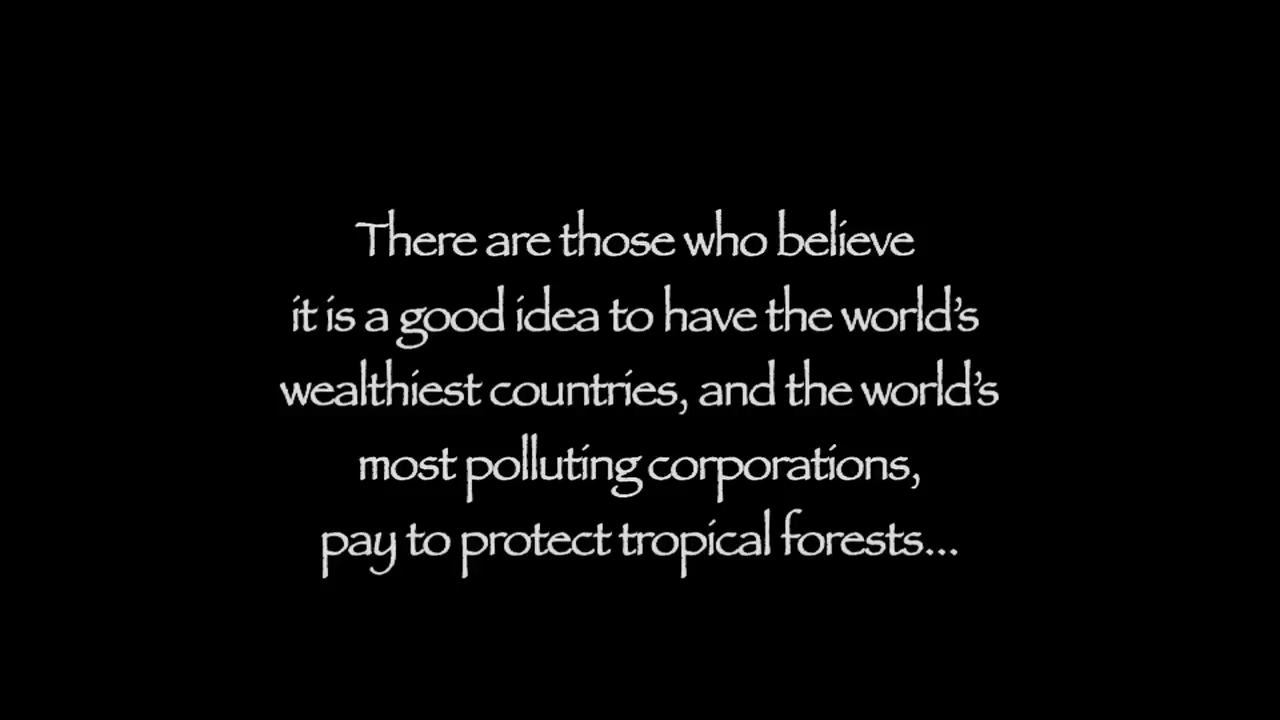 There are those who believe
it is a good idea to have the world's
wealthiest countries, and the world's
most polluting corporations,
pay to protect tropical forests...